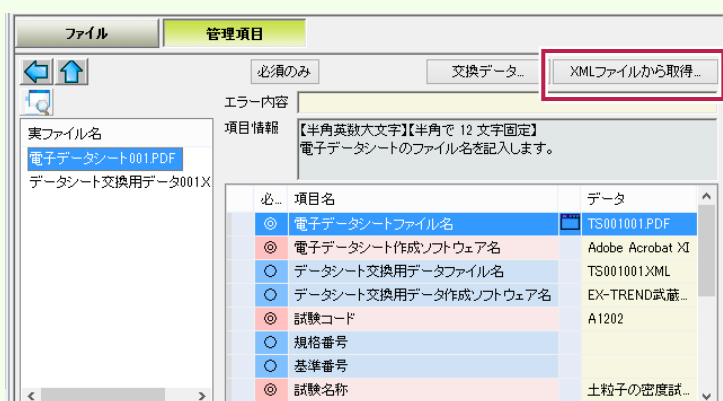 ファイル 管理項目
必須のみ 交換データ... XMLファイルから取得...
エラー内容
項目情報 【半角英数大文字】【半角で 12 文字固定】
電子データシートのファイル名を記入します。
実ファイル名
電子データシート001.PDF
データシート交換用データ001.X
必... 項目名 データ
◎ 電子データシートファイル名 TS001001.PDF
◎ 電子データシート作成ソフトウェア名 Adobe Acrobat XI
○ データシート交換用データファイル名 TS001001.XML
○ データシート交換用データ作成ソフトウェア名 EX-TREND武蔵...
◎ 試験コード A1202
○ 規格番号
○ 基準番号
◎ 試験名称 土粒子の密度試...